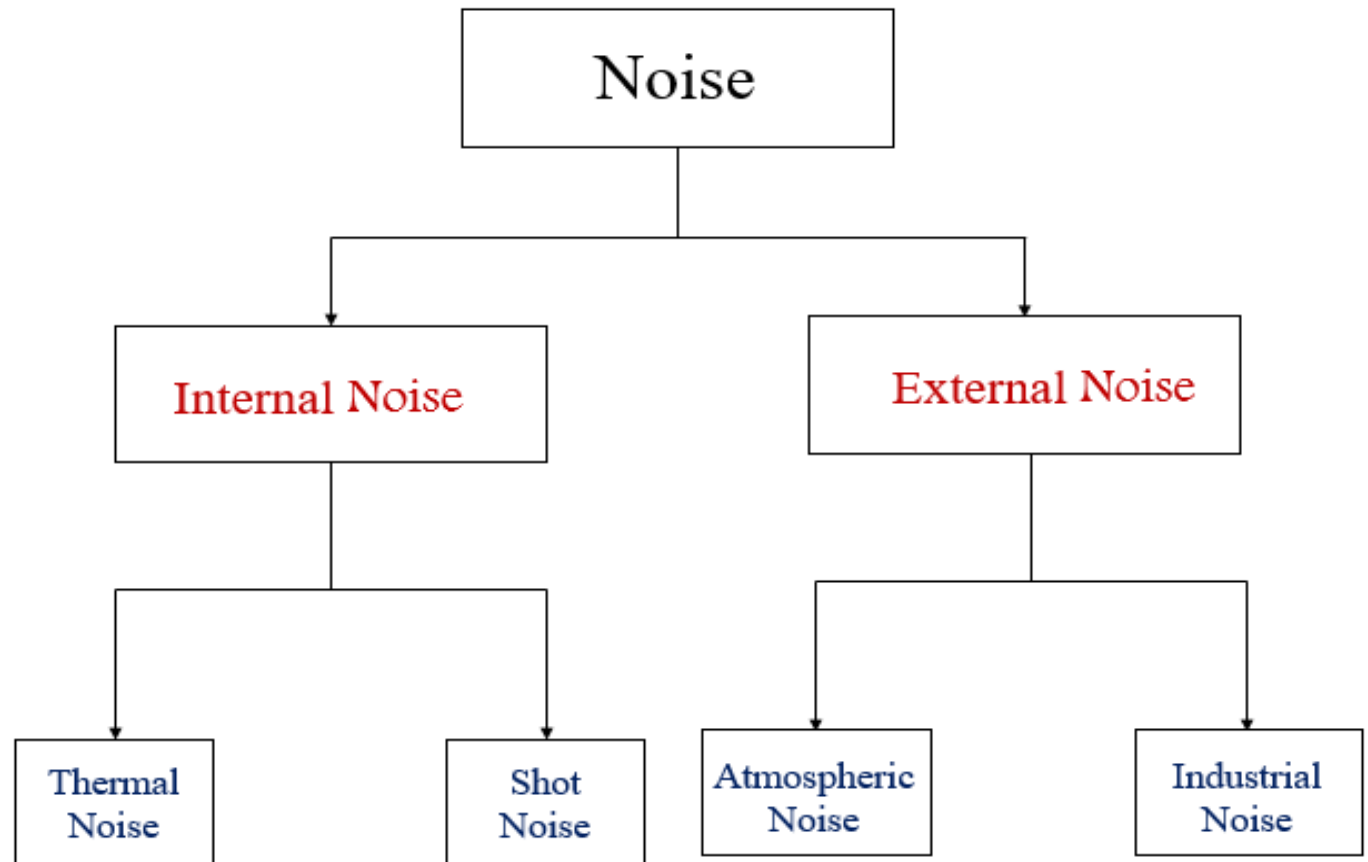 Noise
Internal Noise
External Noise
Thermal
Noise
Shot
Noise
Atmospheric
Noise
Industrial
Noise